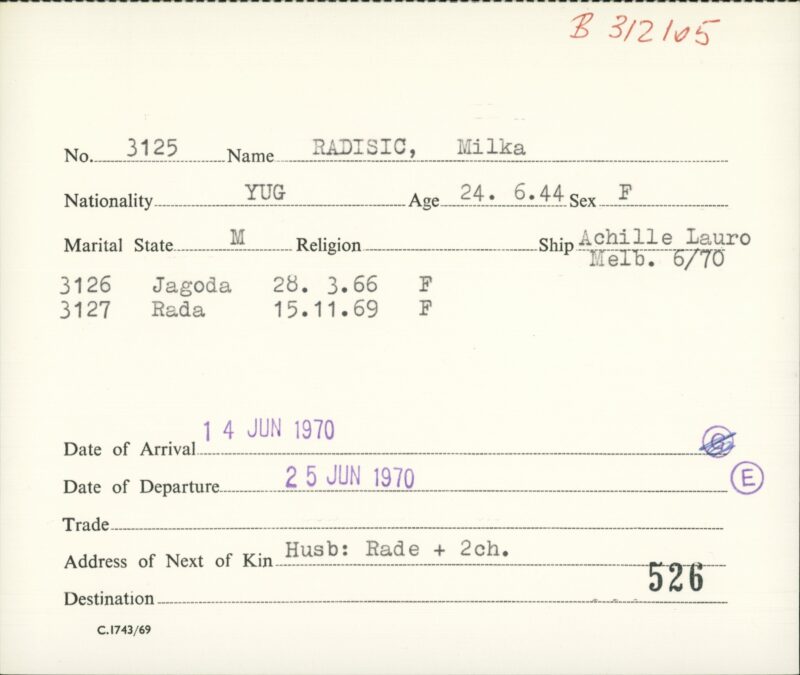 B 312105
No. 3125 Name RADISIC, Milka
Nationality YUG Age 24. 6.44 Sex F
Marital State M Religion Ship Achille Lauro
Melb. 6/70
3126 Jagoda 28. 3.66 F
3127 Rada 15.11.69 F
Date of Arrival 14 JUN 1970
Date of Departure 25 JUN 1970 E
Trade
Address of Next of Kin Husb: Rade + 2ch.
526
Destination
C.1743/69